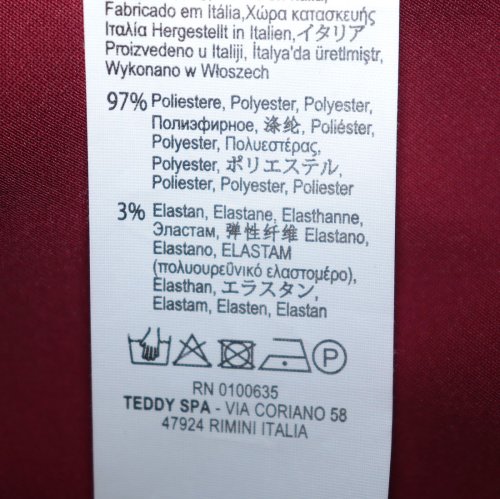 Fabricado em Itália,Χώρα κατασκευής
Ιταλία Hergestellt in Italien,イタリア
Proizvedeno u Italiji, İtalya'da üretlmiştr,
Wykonano w Włoszech
97% Poliestere, Polyester, Polyester,
Полиэфирное, 涤纶, Poliéster,
Polyester, Πολυεστέρας,
Polyester, ポリエステル,
Poliester, Polyester, Poliester
3% Elastan, Elastane, Elasthanne,
Эластам, 弹性纤维 Elastano,
Elastano, ELASTAM
(πολυουρεϋνικό ελαστομέρο),
Elasthan, エラスタン,
Elastam, Elasten, Elastan
P
RN 0100635
TEDDY SPA - VIA CORIANO 58
47924 RIMINI ITALIA